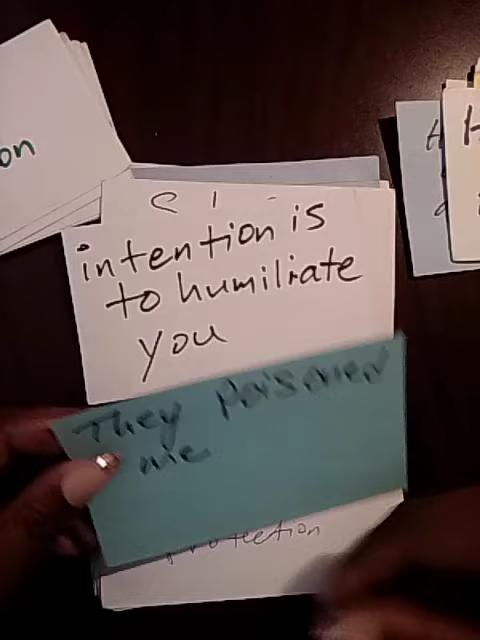 on
intention is
to humiliate
you
They poisoned
me
protection
H